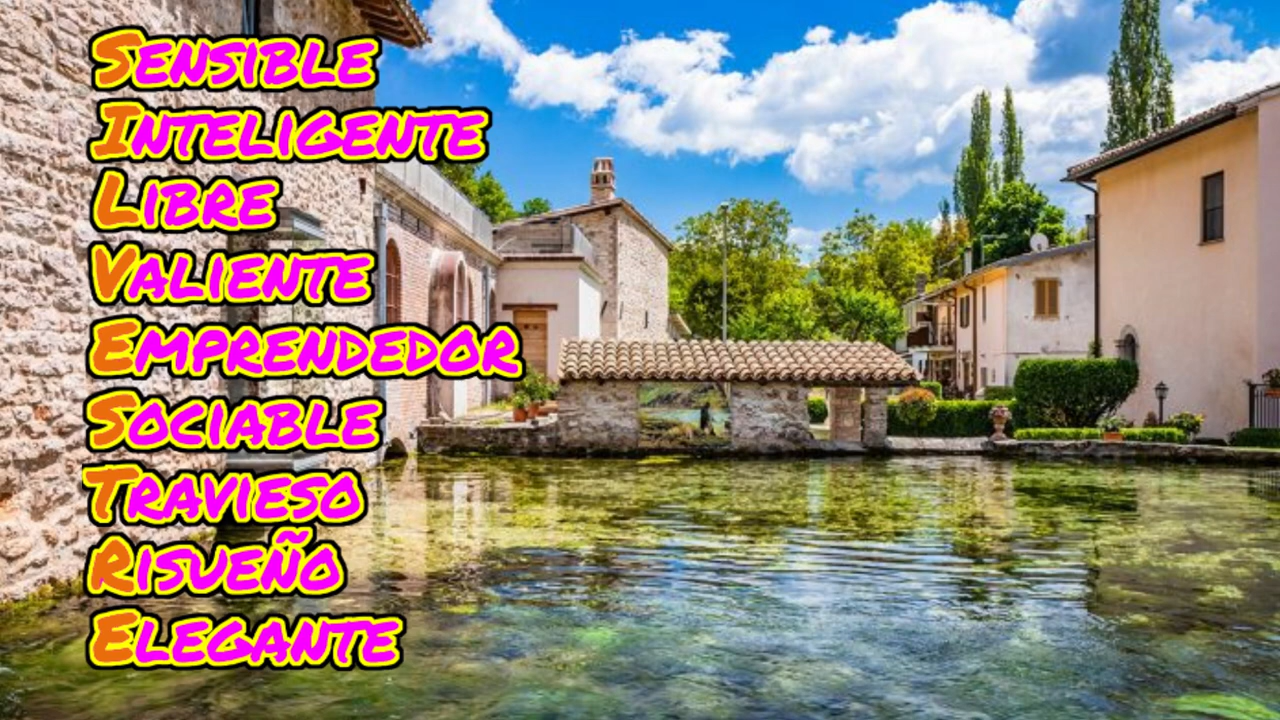 Sensible
Inteligente
Libre
Valiente
Emprendedor
Sociable
Travieso
Risueño
Elegante